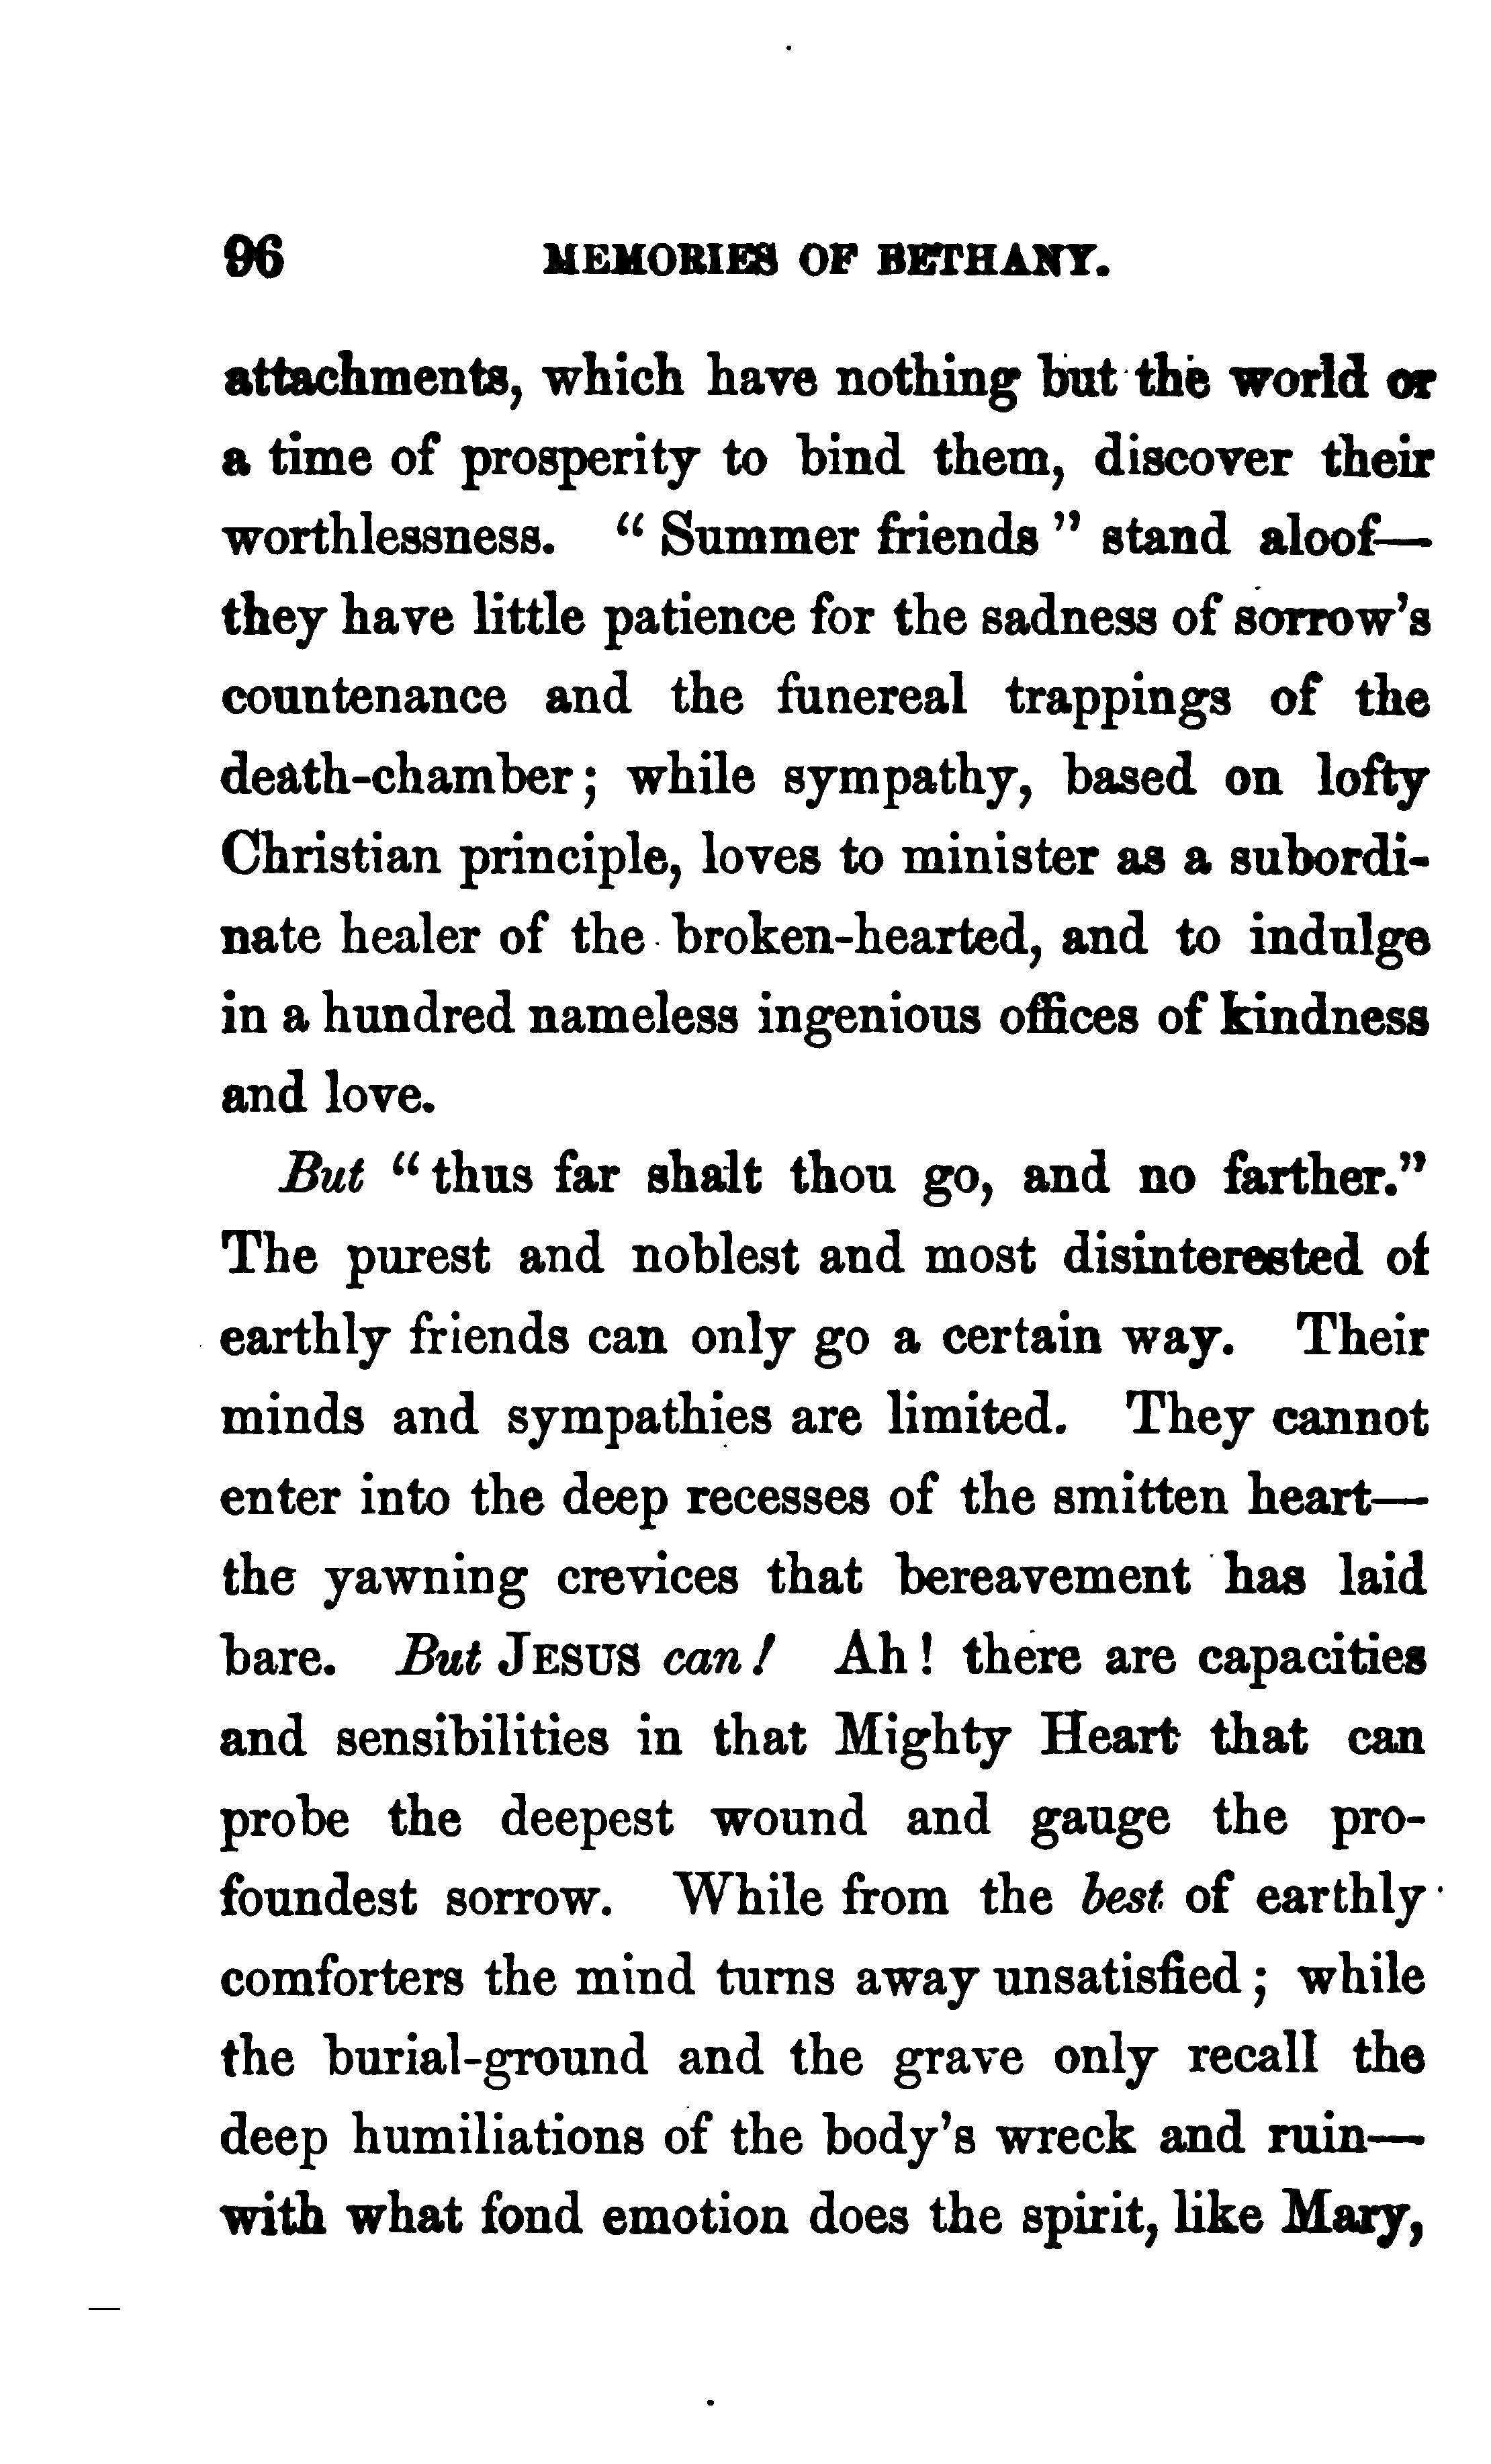 96 MEMORIES OF BETHANY.
attachments, which have nothing but the world or
a time of prosperity to bind them, discover their
worthlessness. “Summer friends” stand aloof—
they have little patience for the sadness of sorrow's
countenance and the funereal trappings of the
death-chamber; while sympathy, based on lofty
Christian principle, loves to minister as a subordi-
nate healer of the broken-hearted, and to indulge
in a hundred nameless ingenious offices of kindness
and love.
But “thus far shalt thou go, and no farther.”
The purest and noblest and most disinterested of
earthly friends can only go a certain way. Their
minds and sympathies are limited. They cannot
enter into the deep recesses of the smitten heart—
the yawning crevices that bereavement has laid
bare. But JESUS can! Ah! there are capacities
and sensibilities in that Mighty Heart that can
probe the deepest wound and gauge the pro-
foundest sorrow. While from the best of earthly
comforters the mind turns away unsatisfied; while
the burial-ground and the grave only recall the
deep humiliations of the body's wreck and ruin—
with what fond emotion does the spirit, like Mary,